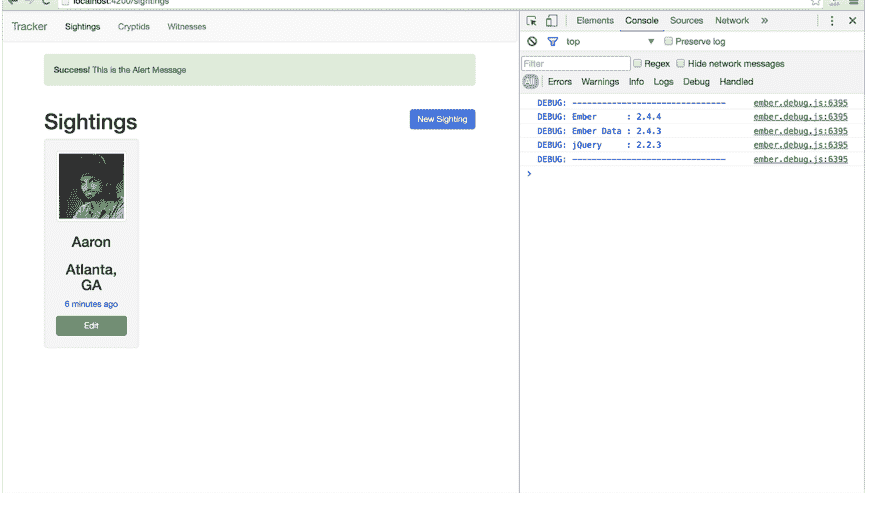 localhost:4200/sightings
Tracker Sightings Cryptids Witnesses
Success! This is the Alert Message
Sightings
New Sighting
Aaron
Atlanta,
GA
6 minutes ago
Edit
Elements Console Sources Network »
top Preserve log
Filter Regex Hide network messages
All Errors Warnings Info Logs Debug Handled
DEBUG: ------------------------------- ember.debug.js:6395
DEBUG: Ember : 2.4.4 ember.debug.js:6395
DEBUG: Ember Data : 2.4.3 ember.debug.js:6395
DEBUG: jQuery : 2.2.3 ember.debug.js:6395
DEBUG: ------------------------------- ember.debug.js:6395